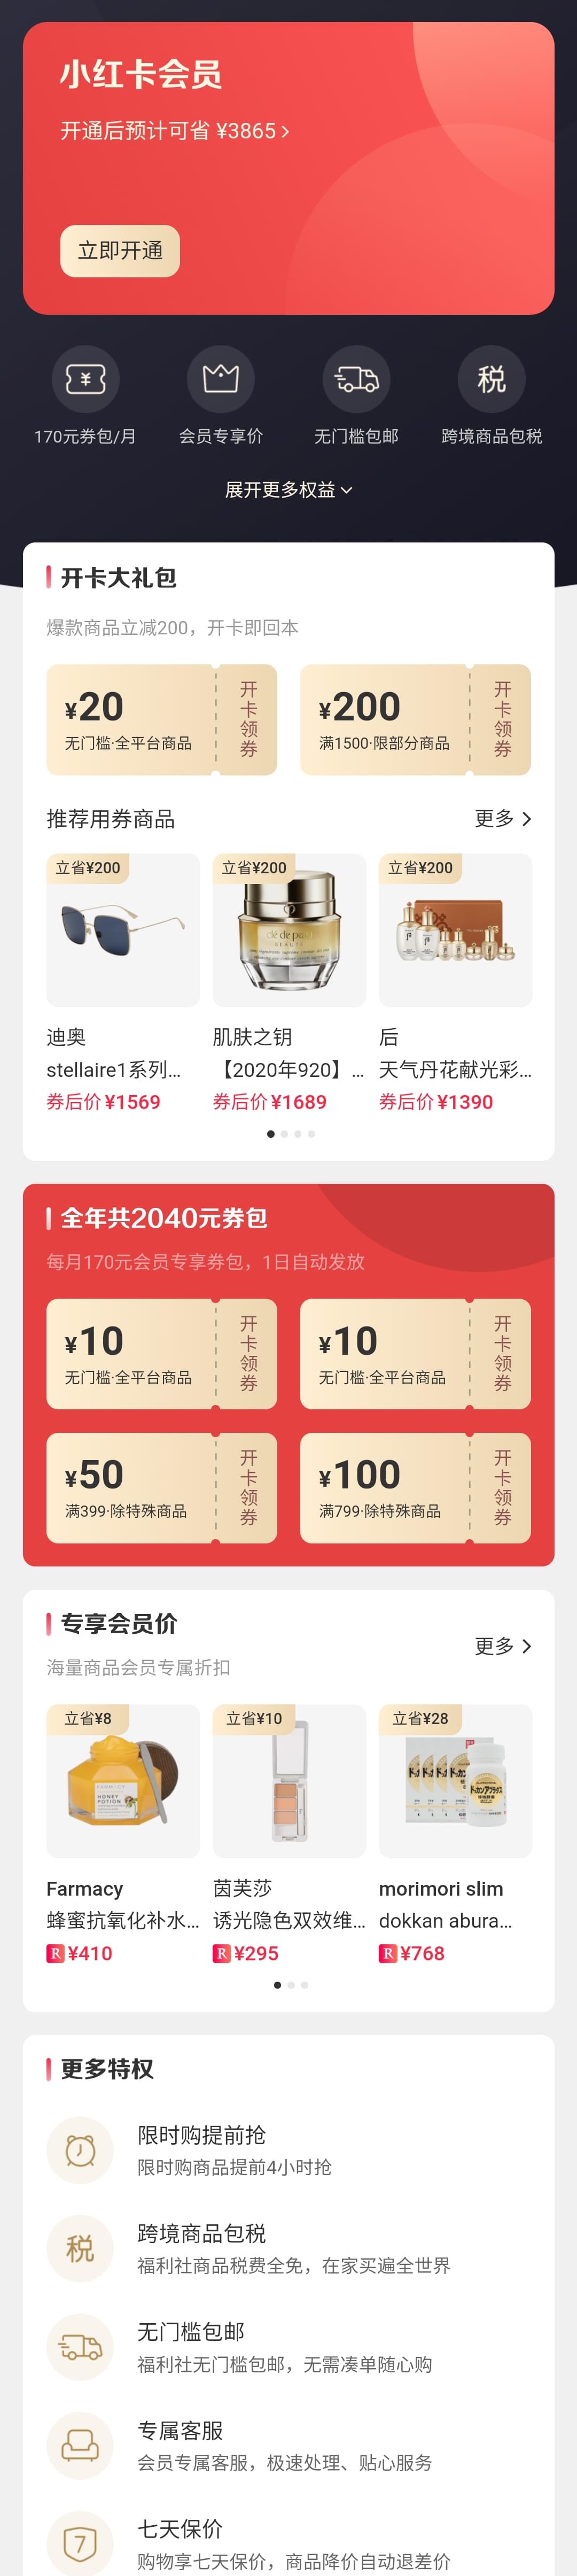 小红卡会员
开通后预计可省 ¥3865
立即开通
¥
税
170元券包/月
会员专享价
无门槛包邮
跨境商品包税
展开更多权益
开卡大礼包
爆款商品立减200，开卡即回本
¥20
无门槛·全平台商品
开卡领券
¥200
满1500·限部分商品
开卡领券
推荐用券商品
更多
立省¥200
立省¥200
立省¥200
迪奥
stellaire1系列...
券后价 ¥1569
肌肤之钥
【2020年920】...
券后价 ¥1689
后
天气丹花献光彩...
券后价 ¥1390
全年共2040元券包
每月170元会员专享券包，1日自动发放
¥10
无门槛·全平台商品
开卡领券
¥10
无门槛·全平台商品
开卡领券
¥50
满399·除特殊商品
开卡领券
¥100
满799·除特殊商品
开卡领券
专享会员价
海量商品会员专属折扣
更多
立省¥8
立省¥10
立省¥28
FARMACY
HONEY
POTION
Farmacy
蜂蜜抗氧化补水...
R ¥410
茵芙莎
诱光隐色双效维...
R ¥295
morimori slim
dokkan abura...
R ¥768
更多特权
限时购提前抢
限时购商品提前4小时抢
税
跨境商品包税
福利社商品税费全免，在家买遍全世界
无门槛包邮
福利社无门槛包邮，无需凑单随心购
专属客服
会员专属客服，极速处理、贴心服务
7
七天保价
购物享七天保价，商品降价自动退差价